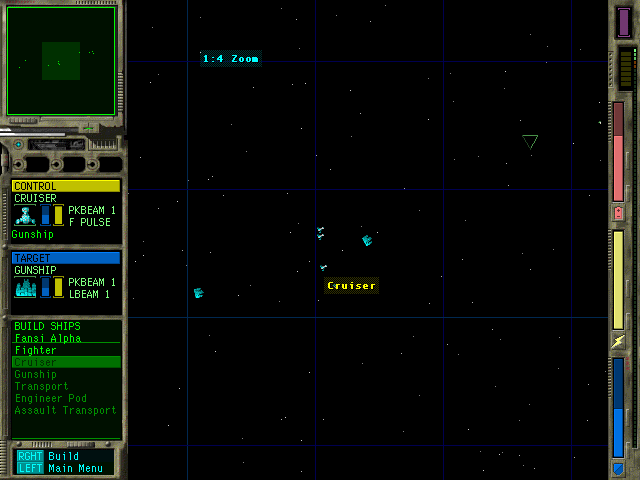 1:4 Zoom
Cruiser
CONTROL
CRUISER
PKBEAM 1
F PULSE
Gunship
TARGET
GUNSHIP
PKBEAM 1
LBEAM 1
BUILD SHIPS
Fansi Alpha
Fighter
Cruiser
Gunship
Transport
Engineer Pod
Assault Transport
RGHT Build
LEFT Main Menu